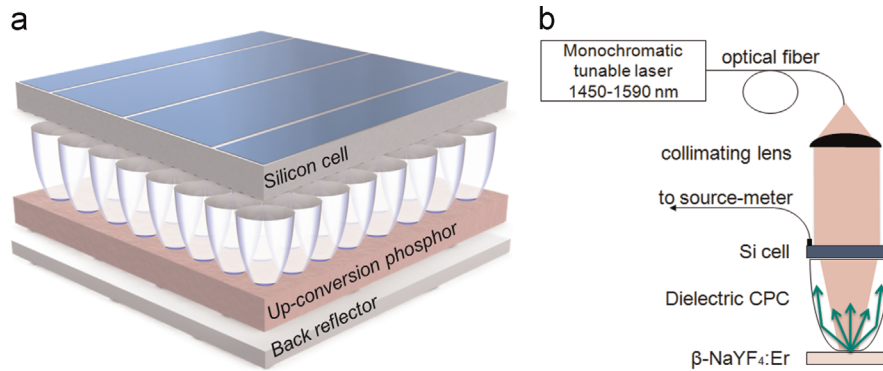 a
Silicon cell
Up-conversion phosphor
Back reflector
b
Monochromatic
tunable laser
1450-1590 nm
optical fiber
collimating lens
to source-meter
Si cell
Dielectric CPC
β-NaYF₄:Er